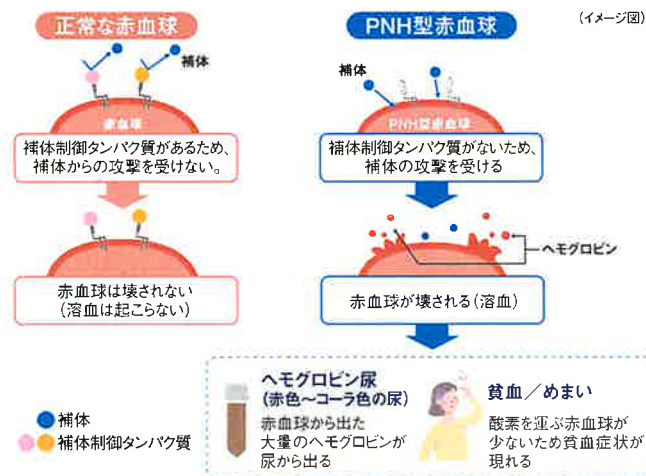 (イメージ図)
正常な赤血球
補体
赤血球
補体制御タンパク質があるため、
補体からの攻撃を受けない。
赤血球は壊されない
(溶血は起こらない)
PNH型赤血球
補体
PNH型赤血球
補体制御タンパク質がないため、
補体の攻撃を受ける
ヘモグロビン
赤血球が壊される(溶血)
ヘモグロビン尿
(赤色~コーラ色の尿)
赤血球から出た
大量のヘモグロビンが
尿から出る
貧血/めまい
酸素を運ぶ赤血球が
少ないため貧血症状が
現れる
補体
補体制御タンパク質